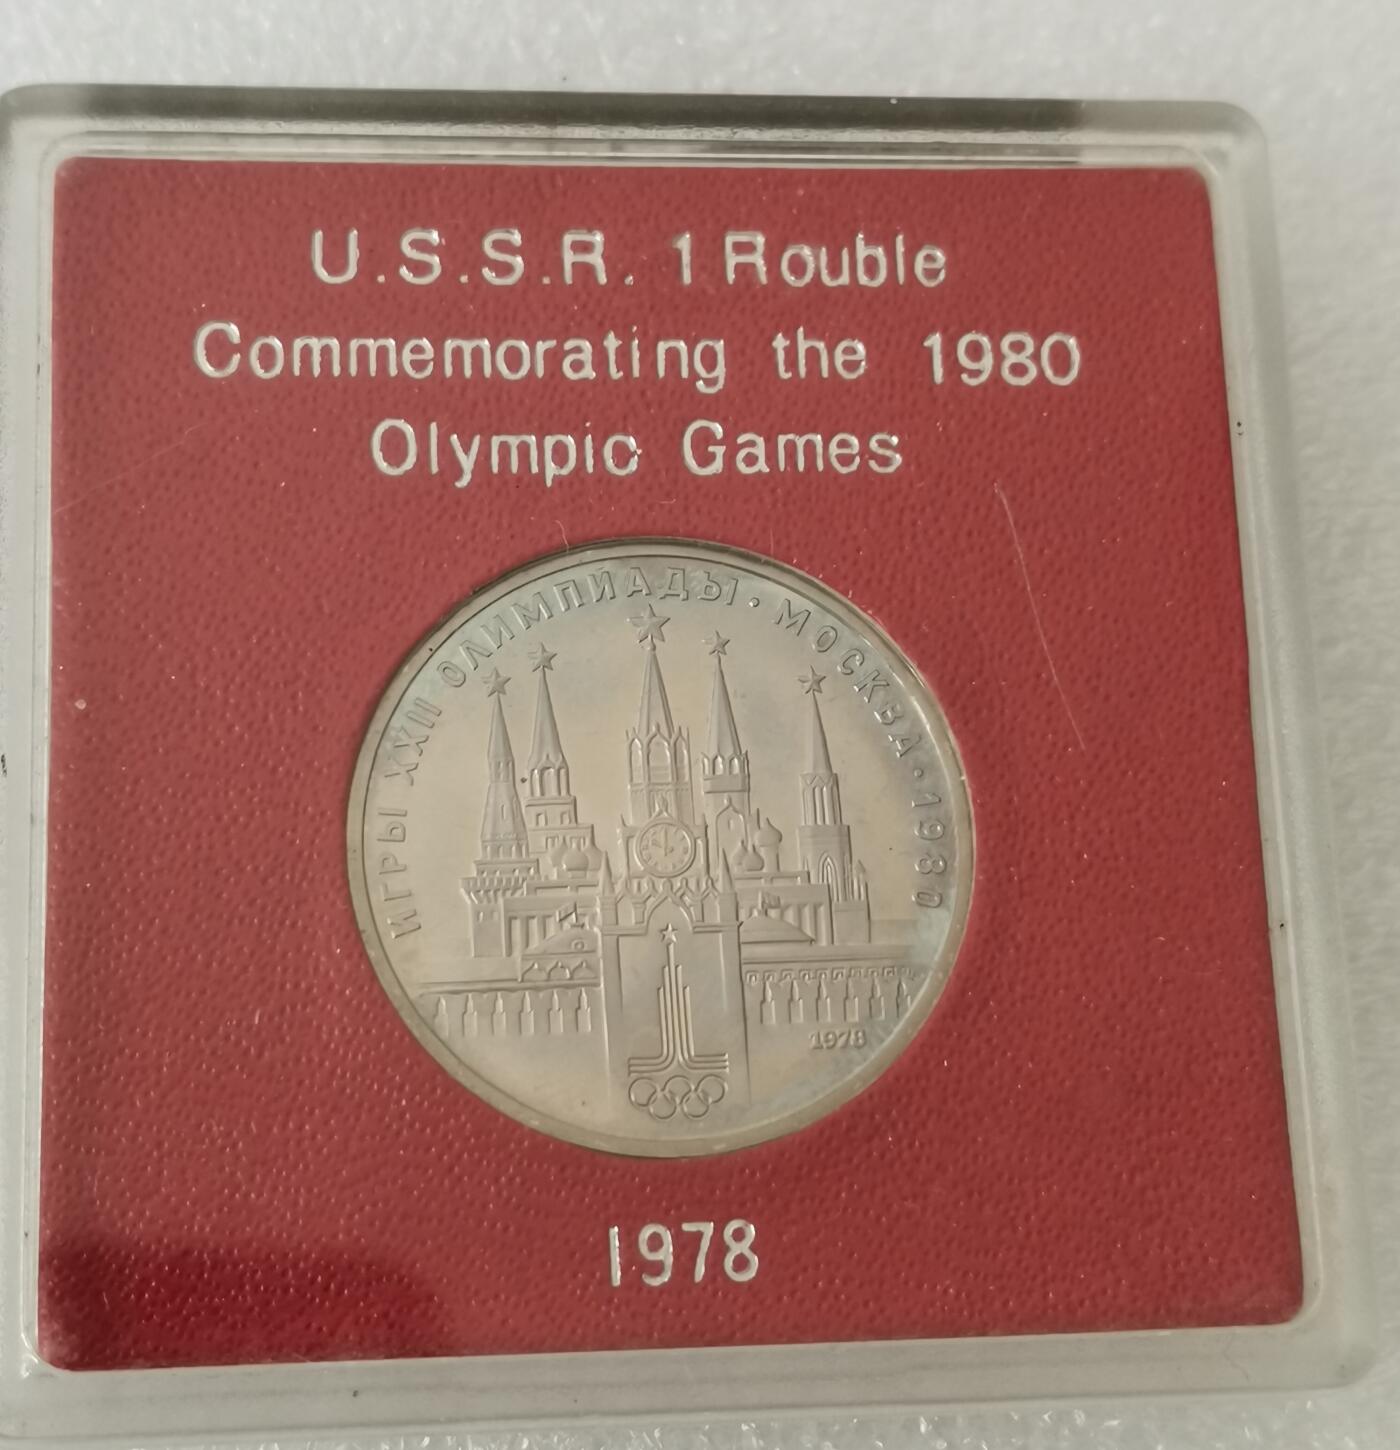 U.S.S.R. 1 Rouble
Commemorating the 1980
Olympic Games
ИГРЫ XXII ОЛИМПИАДЫ · МОСКВА · 1980
1978
1978